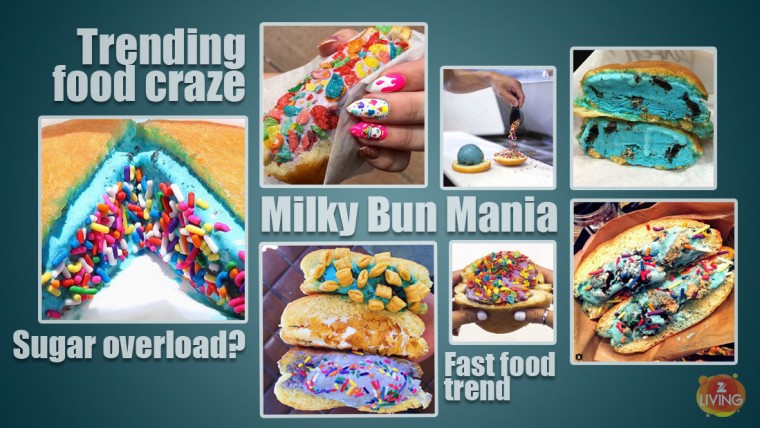 Trending
food craze
Milky Bun Mania
Sugar overload?
Fast food
trend
Z
LIVING